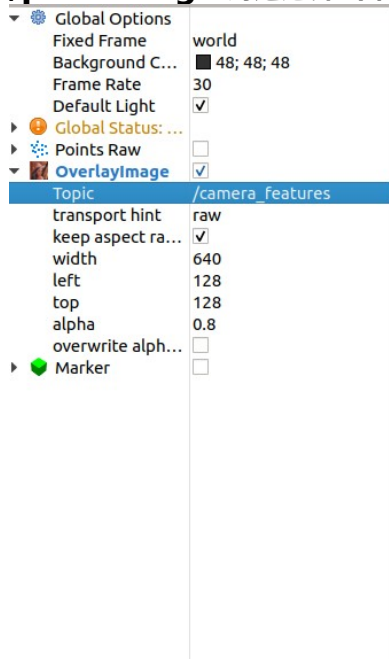 Global Options
Fixed Frame world
Background C... 48; 48; 48
Frame Rate 30
Default Light
Global Status: ...
Points Raw
OverlayImage
Topic /camera_features
transport hint raw
keep aspect ra...
width 640
left 128
top 128
alpha 0.8
overwrite alph...
Marker